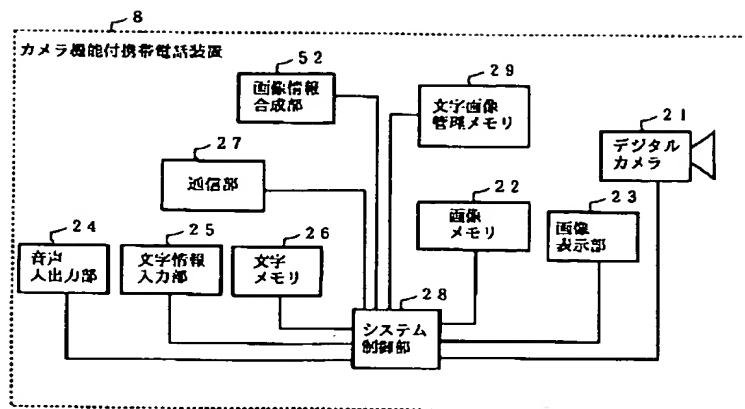 8
カメラ機能付携帯電話装置
52
画像情報
合成部
29
文字画像
管理メモリ
21
デジタル
カメラ
27
通信部
22
画像
メモリ
23
画像
表示部
24
音声
入出力部
25
文字情報
入力部
26
文字
メモリ
28
システム
制御部